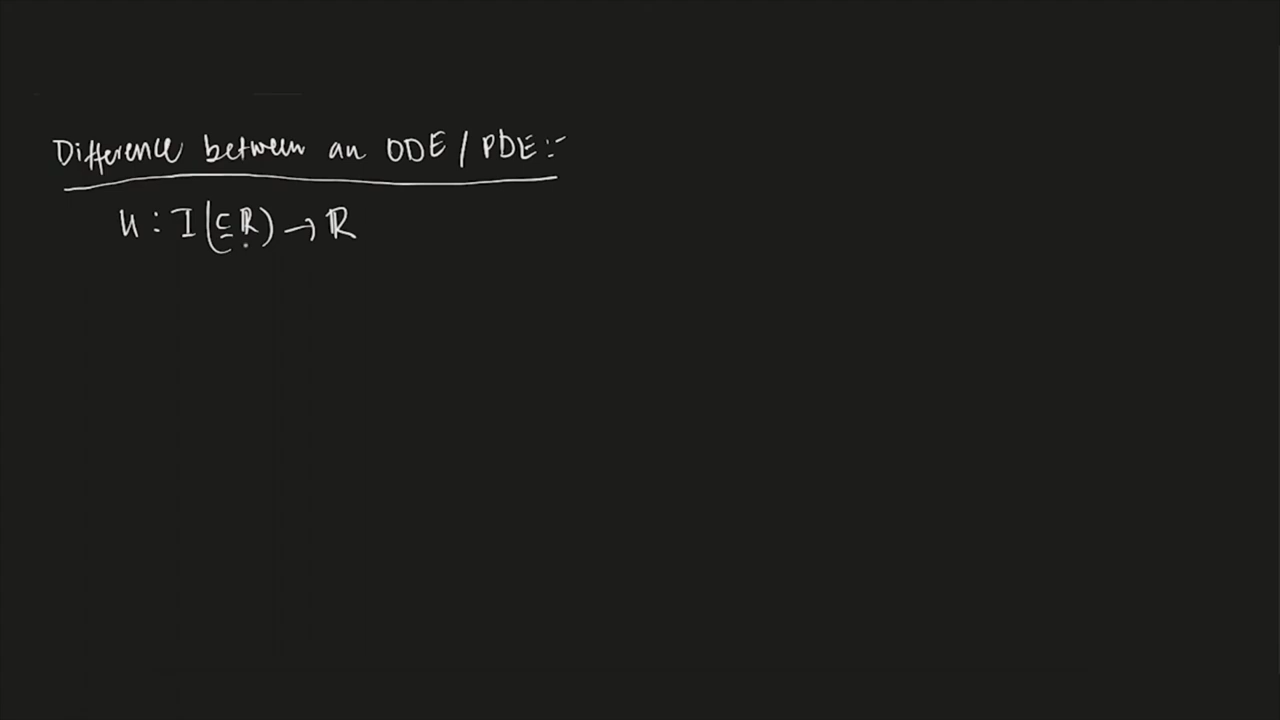 Difference between an ODE / PDE :-
u : I (⊆ ℝ) → ℝ